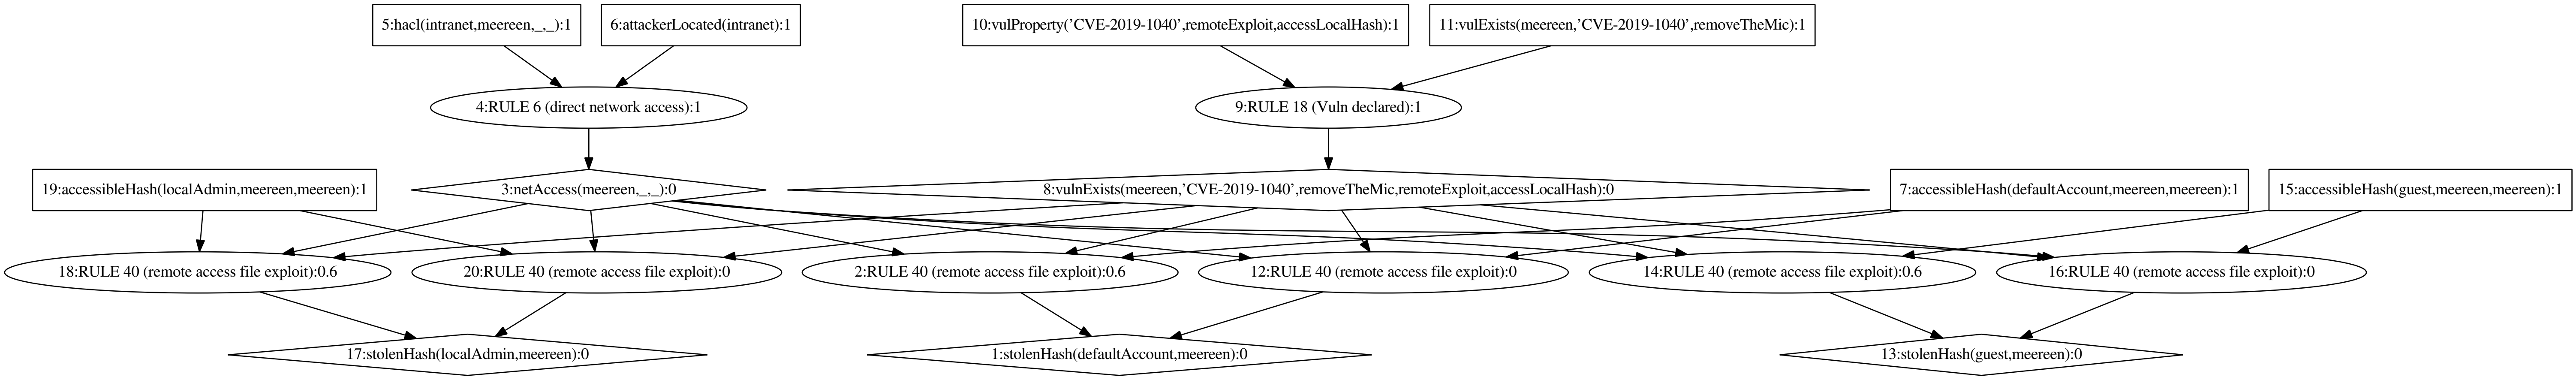 5:hacl(intranet,meereen,_,_):1
6:attackerLocated(intranet):1
10:vulProperty(’CVE-2019-1040’,remoteExploit,accessLocalHash):1
11:vulExists(meereen,’CVE-2019-1040’,removeTheMic):1
4:RULE 6 (direct network access):1
9:RULE 18 (Vuln declared):1
19:accessibleHash(localAdmin,meereen,meereen):1
3:netAccess(meereen,_,_):0
8:vulnExists(meereen,’CVE-2019-1040’,removeTheMic,remoteExploit,accessLocalHash):0
7:accessibleHash(defaultAccount,meereen,meereen):1
15:accessibleHash(guest,meereen,meereen):1
18:RULE 40 (remote access file exploit):0.6
20:RULE 40 (remote access file exploit):0
2:RULE 40 (remote access file exploit):0.6
12:RULE 40 (remote access file exploit):0
14:RULE 40 (remote access file exploit):0.6
16:RULE 40 (remote access file exploit):0
17:stolenHash(localAdmin,meereen):0
1:stolenHash(defaultAccount,meereen):0
13:stolenHash(guest,meereen):0